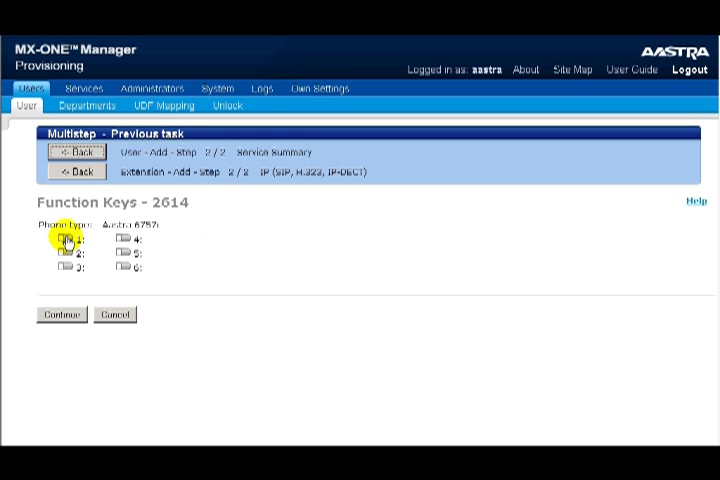 MX-ONE™ Manager
Provisioning
AASTRA
Logged in as: aastra About Site Map User Guide Logout
Users Services Administrators System Logs Own Settings
User Departments UDF Mapping Unlock
Multistep - Previous task
<- Back User - Add - Step 2 / 2 Service Summary
<- Back Extension - Add - Step 2 / 2 IP (SIP, H.323, IP-DECT)
Function Keys - 2614
Help
Phone type: Aastra 6757i
1: 4:
2: 5:
3: 6:
Continue Cancel